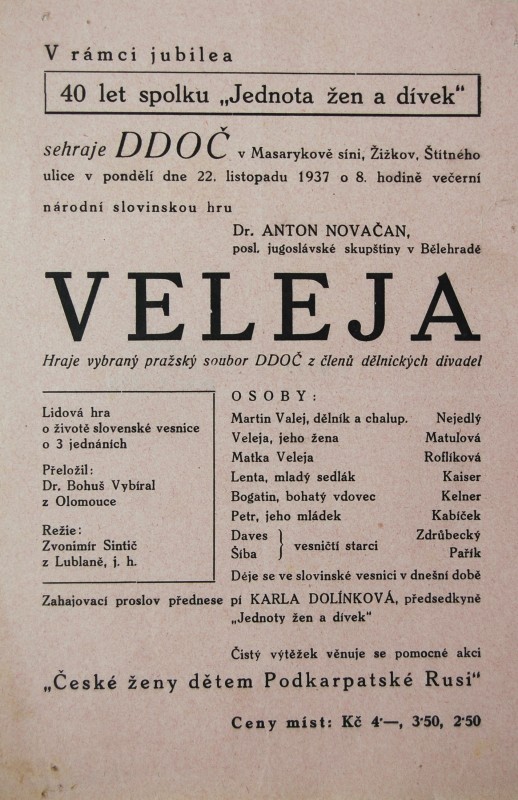 V rámci jubilea
40 let spolku „Jednota žen a dívek“
sehraje DDOČ v Masarykově síni, Žižkov, Štítného
ulice v pondělí dne 22. listopadu 1937 o 8. hodině večerní
národní slovinskou hru
Dr. ANTON NOVAČAN,
posl. jugoslávské skupštiny v Bělehradě
VELEJA
Hraje vybraný pražský soubor DDOČ z členů dělnických divadel
Lidová hra
o životě slovenské vesnice
o 3 jednáních
Přeložil:
Dr. Bohuš Vybíral
z Olomouce
Režie:
Zvonimír Sintič
z Lublaně, j. h.
OSOBY:
Martin Valej, dělník a chalup. Nejedlý
Veleja, jeho žena Matulová
Matka Veleja Roflíková
Lenta, mladý sedlák Kaiser
Bogatin, bohatý vdovec Kelner
Petr, jeho mládek Kabíček
Daves } vesničtí starci Zdrůbecký
Šiba } Pařík
Děje se ve slovinské vesnici v dnešní době
Zahajovací proslov přednese pí KARLA DOLÍNKOVÁ, předsedkyně
„Jednoty žen a dívek“
Čistý výtěžek věnuje se pomocné akci
„České ženy dětem Podkarpatské Rusi“
Ceny míst: Kč 4·—, 3·50, 2·50